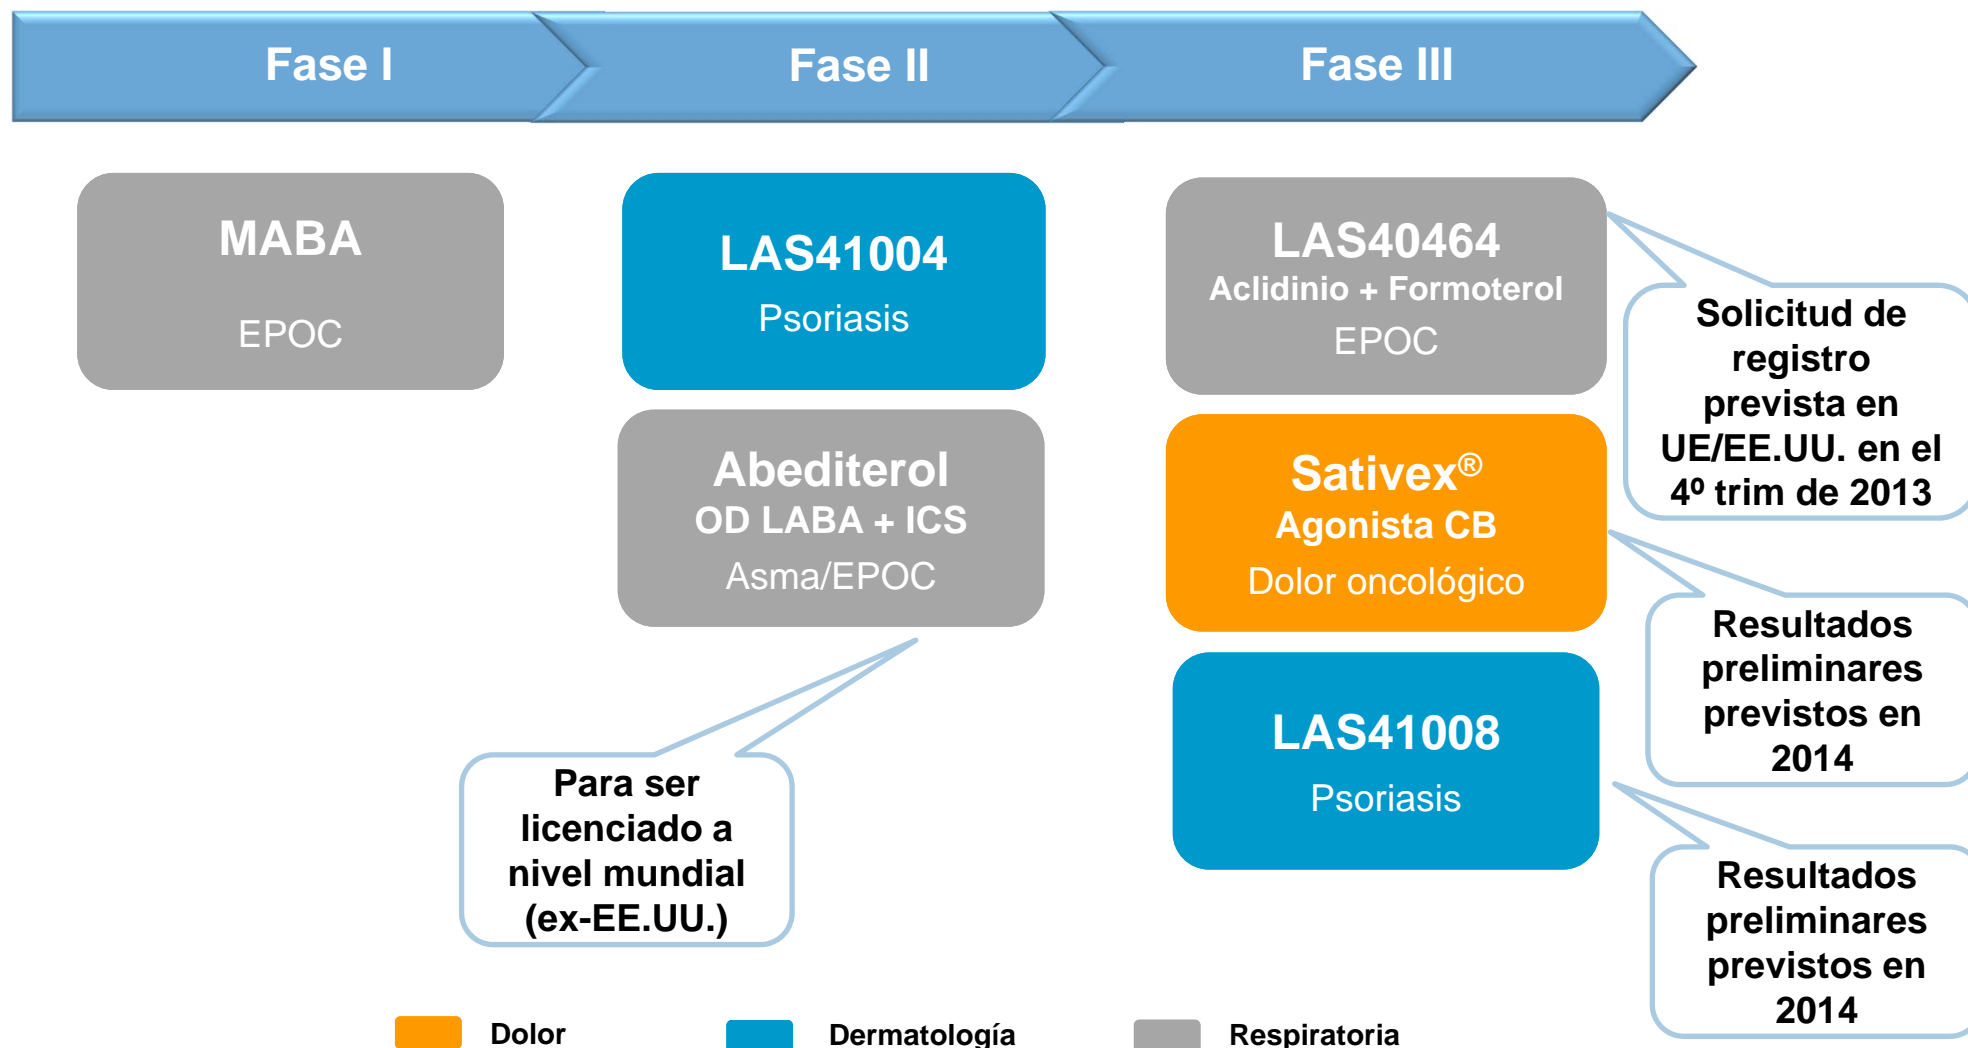 Fase I
Fase II
Fase III
MABA
EPOC
LAS41004
Psoriasis
Abediterol
OD LABA + ICS
Asma/EPOC
Para ser
licenciado a
nivel mundial
(ex-EE.UU.)
LAS40464
Aclidinio + Formoterol
EPOC
Solicitud de
registro
prevista en
UE/EE.UU. en el
4º trim de 2013
Sativex®
Agonista CB
Dolor oncológico
Resultados
preliminares
previstos en
2014
LAS41008
Psoriasis
Resultados
preliminares
previstos en
2014
Dolor
Dermatología
Respiratoria